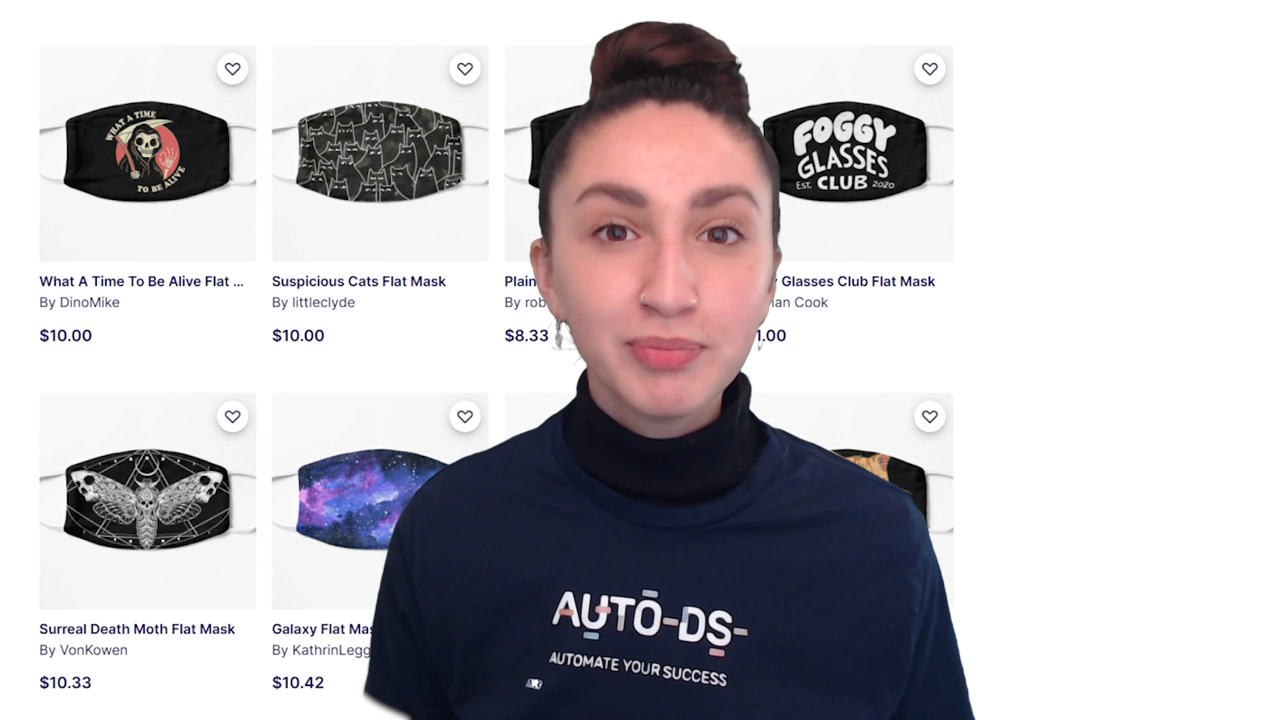 WHAT A TIME
TO BE ALIVE
FOGGY
GLASSES
EST. CLUB 2020
What A Time To Be Alive Flat ...
Suspicious Cats Flat Mask
Plain
Glasses Club Flat Mask
By DinoMike
By littleclyde
By rob
Cook
$10.00
$10.00
$8.33
1.00
Surreal Death Moth Flat Mask
Galaxy Flat Mas
By VonKowen
By KathrinLegg
$10.33
$10.42
AUTO-DS-
AUTOMATE YOUR SUCCESS